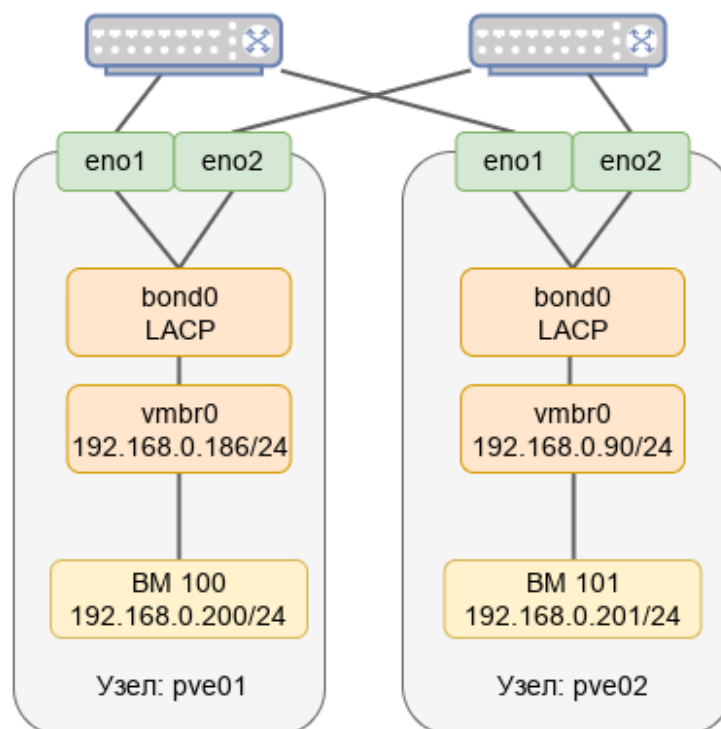 eno1
eno2
eno1
eno2
bond0
LACP
bond0
LACP
vmbr0
192.168.0.186/24
vmbr0
192.168.0.90/24
ВМ 100
192.168.0.200/24
ВМ 101
192.168.0.201/24
Узел: pve01
Узел: pve02